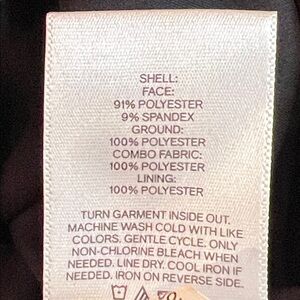 SHELL:
FACE:
91% POLYESTER
9% SPANDEX
GROUND:
100% POLYESTER
COMBO FABRIC:
100% POLYESTER
LINING:
100% POLYESTER
TURN GARMENT INSIDE OUT.
MACHINE WASH COLD WITH LIKE
COLORS. GENTLE CYCLE. ONLY
NON-CHLORINE BLEACH WHEN
NEEDED. LINE DRY. COOL IRON IF
NEEDED. IRON ON REVERSE SIDE.